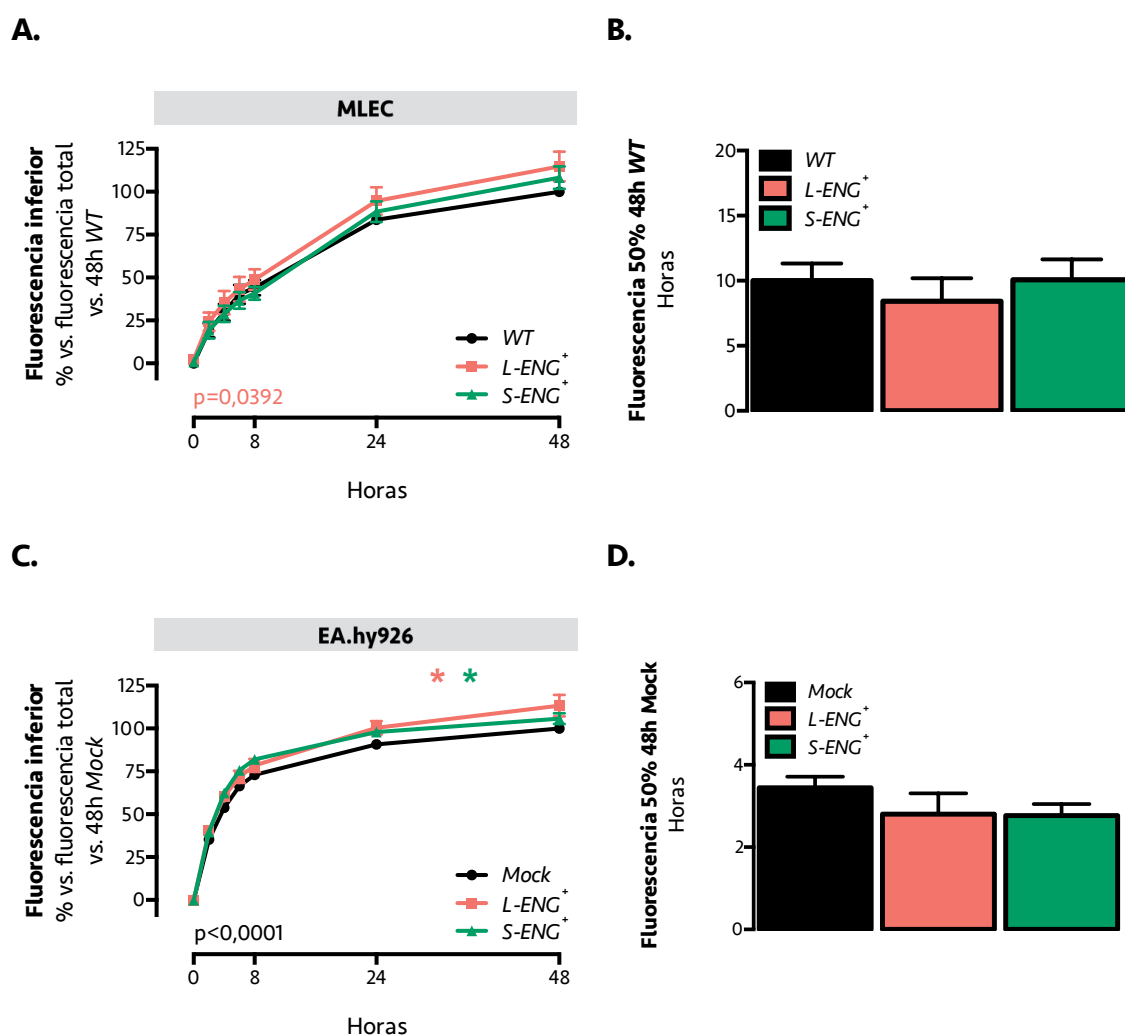 A.
MLEC
Fluorescencia inferior
% vs. fluorescencia total
vs. 48h WT
125
100
75
50
25
0
WT
L-ENG+
S-ENG+
p=0,0392
0 8 24 48
Horas
B.
Fluorescencia 50% 48h WT
Horas
20
15
10
5
0
WT
L-ENG+
S-ENG+
C.
EA.hy926
Fluorescencia inferior
% vs. fluorescencia total
vs. 48h Mock
125
100
75
50
25
0
* *
Mock
L-ENG+
S-ENG+
p<0,0001
0 8 24 48
Horas
D.
Fluorescencia 50% 48h Mock
Horas
6
4
2
0
Mock
L-ENG+
S-ENG+